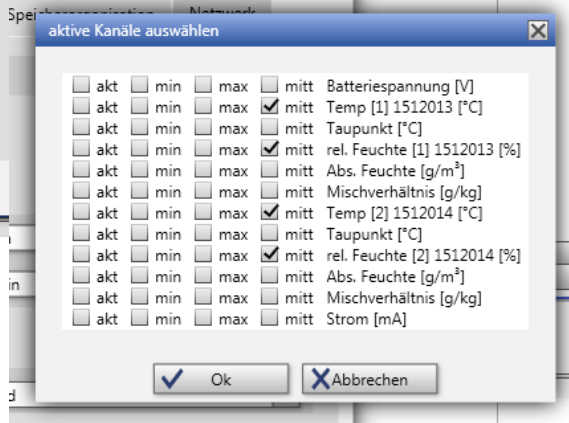 Speicherorganisation Netzwerk
aktive Kanäle auswählen
akt min max mitt Batteriespannung [V]
akt min max mitt Temp [1] 1512013 [°C]
akt min max mitt Taupunkt [°C]
akt min max mitt rel. Feuchte [1] 1512013 [%]
akt min max mitt Abs. Feuchte [g/m³]
akt min max mitt Mischverhältnis [g/kg]
akt min max mitt Temp [2] 1512014 [°C]
akt min max mitt Taupunkt [°C]
akt min max mitt rel. Feuchte [2] 1512014 [%]
akt min max mitt Abs. Feuchte [g/m³]
akt min max mitt Mischverhältnis [g/kg]
akt min max mitt Strom [mA]
Ok Abbrechen